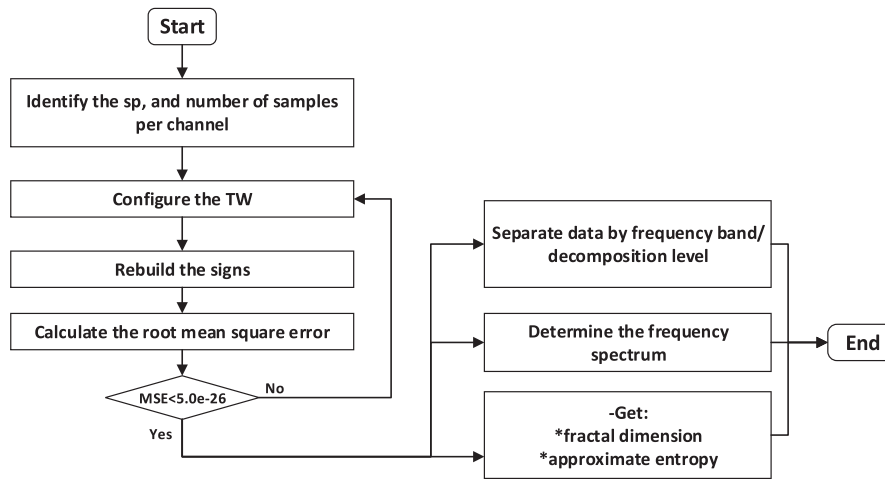 Start
Identify the sp, and number of samples
per channel
Configure the TW
Rebuild the signs
Calculate the root mean square error
MSE<5.0e-26
No
Yes
Separate data by frequency band/
decomposition level
Determine the frequency
spectrum
-Get:
*fractal dimension
*approximate entropy
End